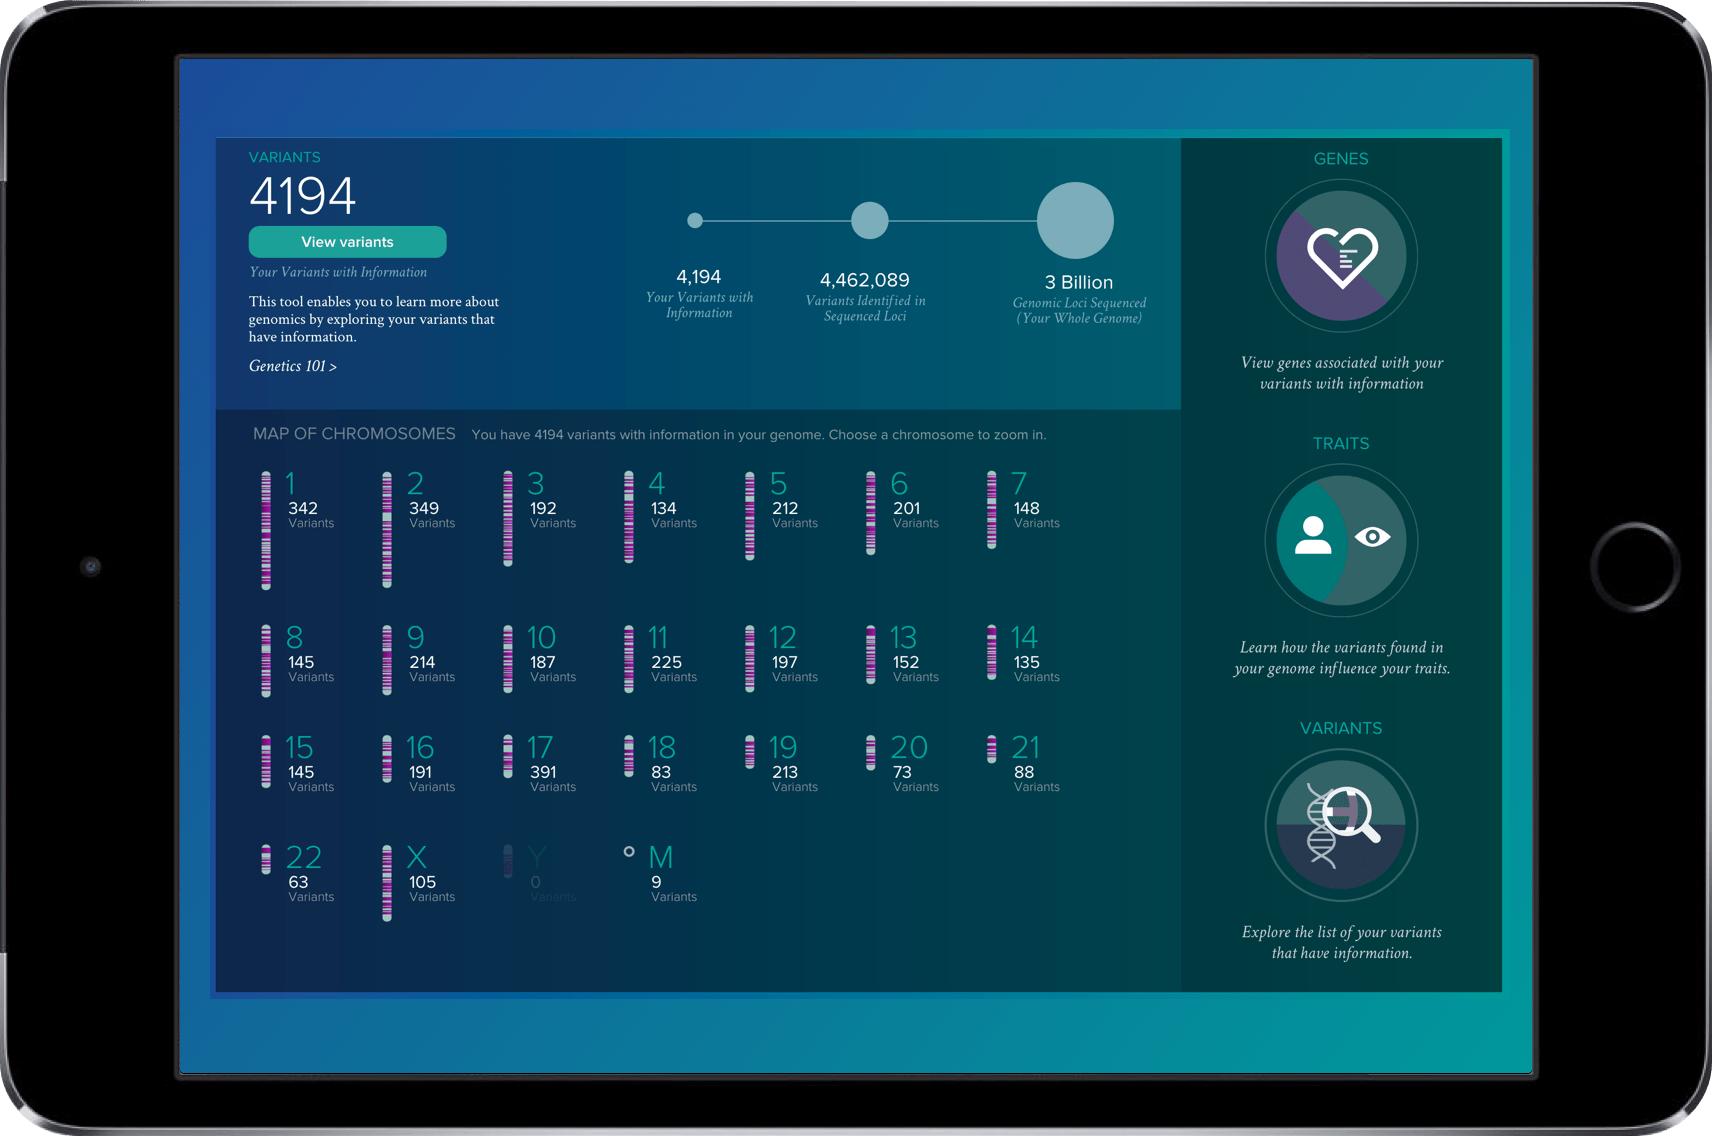 VARIANTS
4194
View variants
Your Variants with Information
This tool enables you to learn more about
genomics by exploring your variants that
have information.
Genetics 101 >
4,194
Your Variants with
Information
4,462,089
Variants Identified in
Sequenced Loci
3 Billion
Genomic Loci Sequenced
(Your Whole Genome)
MAP OF CHROMOSOMES You have 4194 variants with information in your genome. Choose a chromosome to zoom in.
1
342
Variants
2
349
Variants
3
192
Variants
4
134
Variants
5
212
Variants
6
201
Variants
7
148
Variants
8
145
Variants
9
214
Variants
10
187
Variants
11
225
Variants
12
197
Variants
13
152
Variants
14
135
Variants
15
145
Variants
16
191
Variants
17
391
Variants
18
83
Variants
19
213
Variants
20
73
Variants
21
88
Variants
22
63
Variants
X
105
Variants
Y
0
Variants
M
9
Variants
GENES
View genes associated with your
variants with information
TRAITS
Learn how the variants found in
your genome influence your traits.
VARIANTS
Explore the list of your variants
that have information.